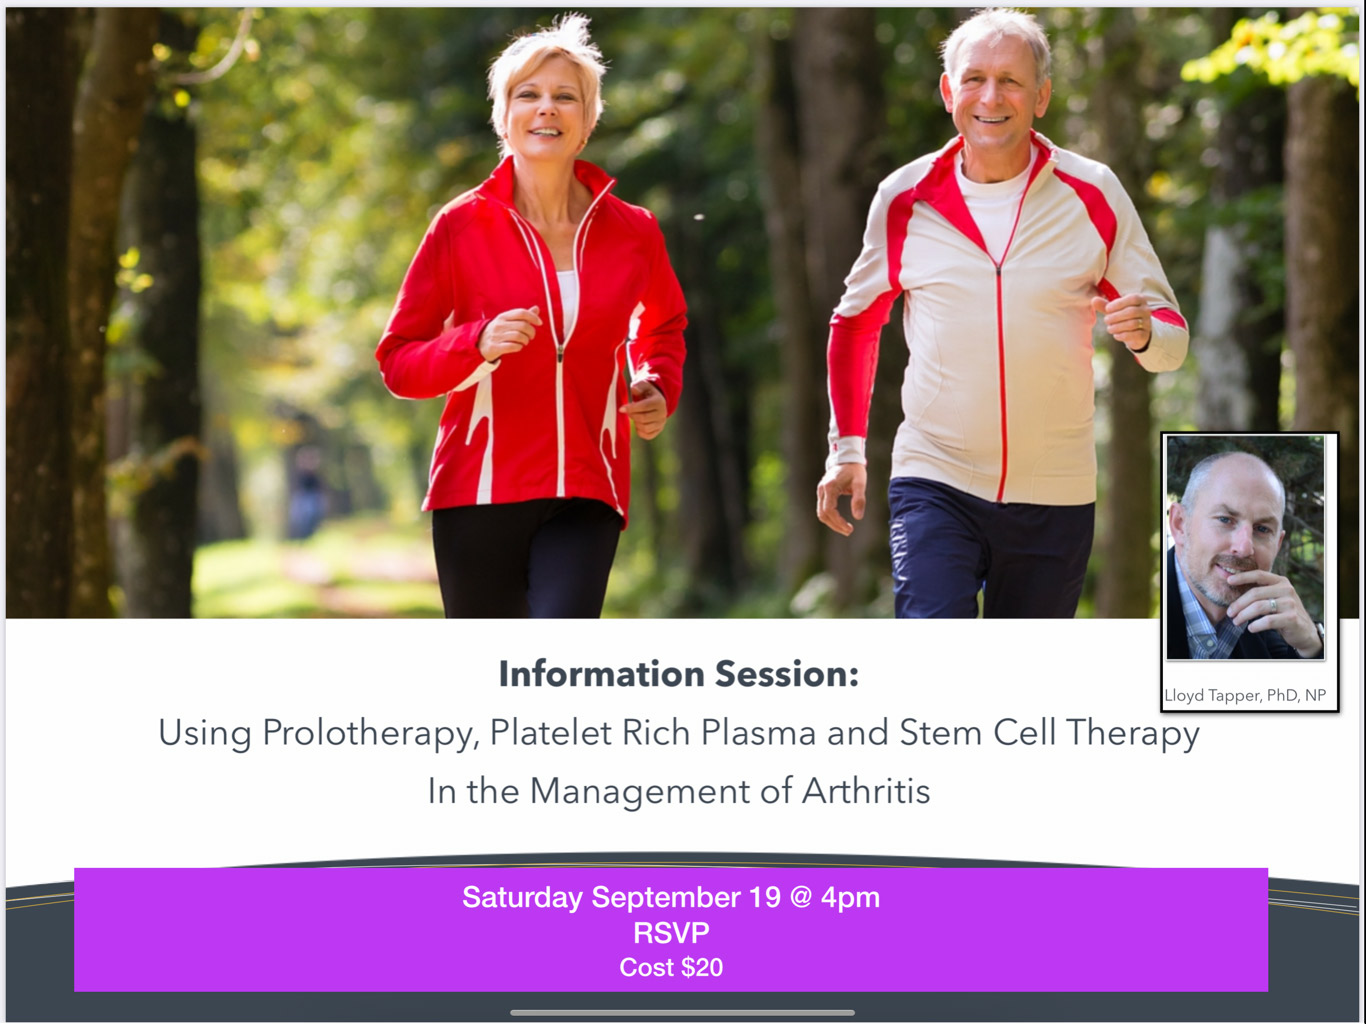 Lloyd Tapper, PhD, NP
Information Session:
Using Prolotherapy, Platelet Rich Plasma and Stem Cell Therapy
In the Management of Arthritis
Saturday September 19 @ 4pm
RSVP
Cost $20